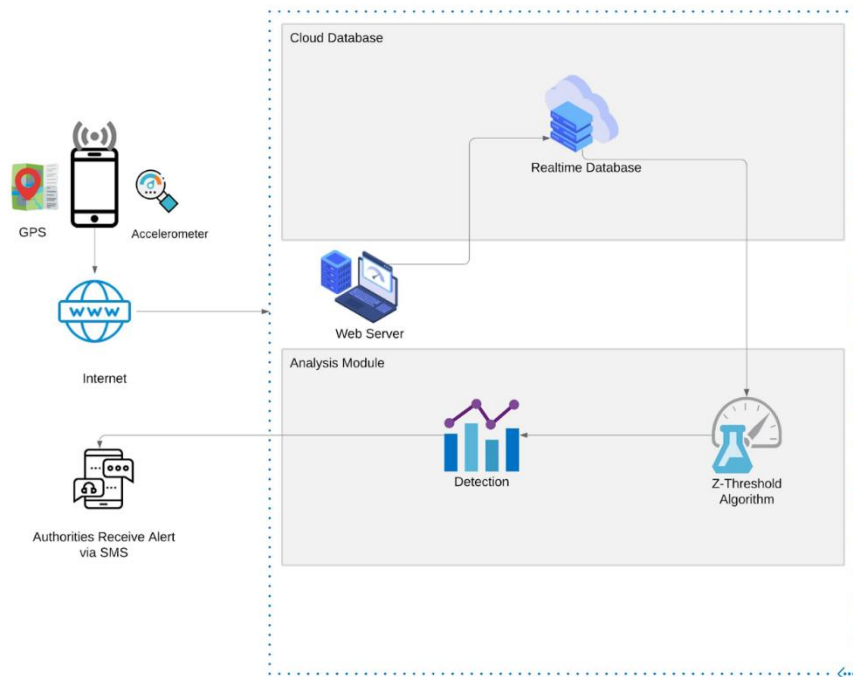 Cloud Database
Realtime Database
GPS
Accelerometer
WWW
Web Server
Internet
Analysis Module
Detection
Z-Threshold
Algorithm
Authorities Receive Alert
via SMS